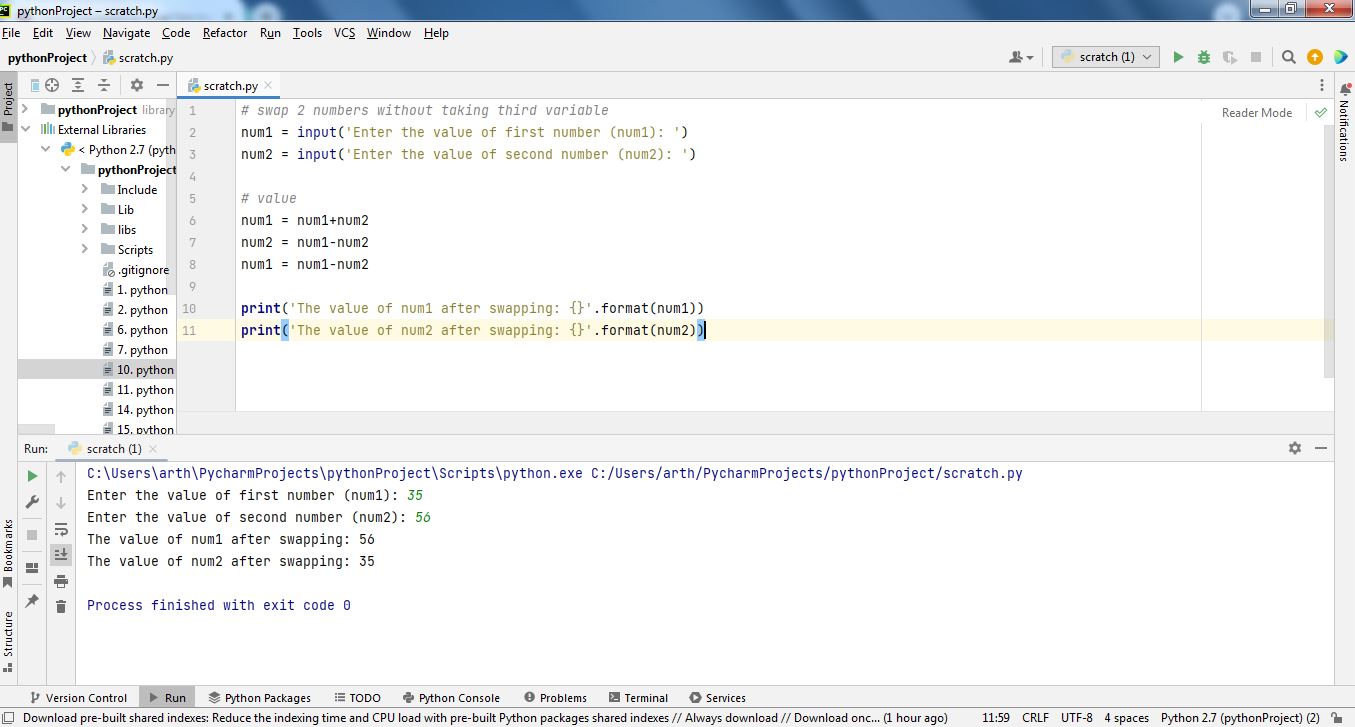 pythonProject – scratch.py
File Edit View Navigate Code Refactor Run Tools VCS Window Help
pythonProject scratch.py scratch (1)
Project
scratch.py
pythonProject library
External Libraries
< Python 2.7 (pyth
pythonProject
Include
Lib
libs
Scripts
.gitignore
1. python
2. python
6. python
7. python
10. python
11. python
14. python
15. python
1 # swap 2 numbers without taking third variable
2 num1 = input('Enter the value of first number (num1): ')
3 num2 = input('Enter the value of second number (num2): ')
4
5 # value
6 num1 = num1+num2
7 num2 = num1-num2
8 num1 = num1-num2
9
10 print('The value of num1 after swapping: {}'.format(num1))
11 print('The value of num2 after swapping: {}'.format(num2))
Reader Mode
Notifications
Run: scratch (1)
C:\Users\arth\PycharmProjects\pythonProject\Scripts\python.exe C:/Users/arth/PycharmProjects/pythonProject/scratch.py
Enter the value of first number (num1): 35
Enter the value of second number (num2): 56
The value of num1 after swapping: 56
The value of num2 after swapping: 35
Process finished with exit code 0
Bookmarks
Structure
Version Control Run Python Packages TODO Python Console Problems Terminal Services
Download pre-built shared indexes: Reduce the indexing time and CPU load with pre-built Python packages shared indexes // Always download // Download onc... (1 hour ago) 11:59 CRLF UTF-8 4 spaces Python 2.7 (pythonProject) (2)